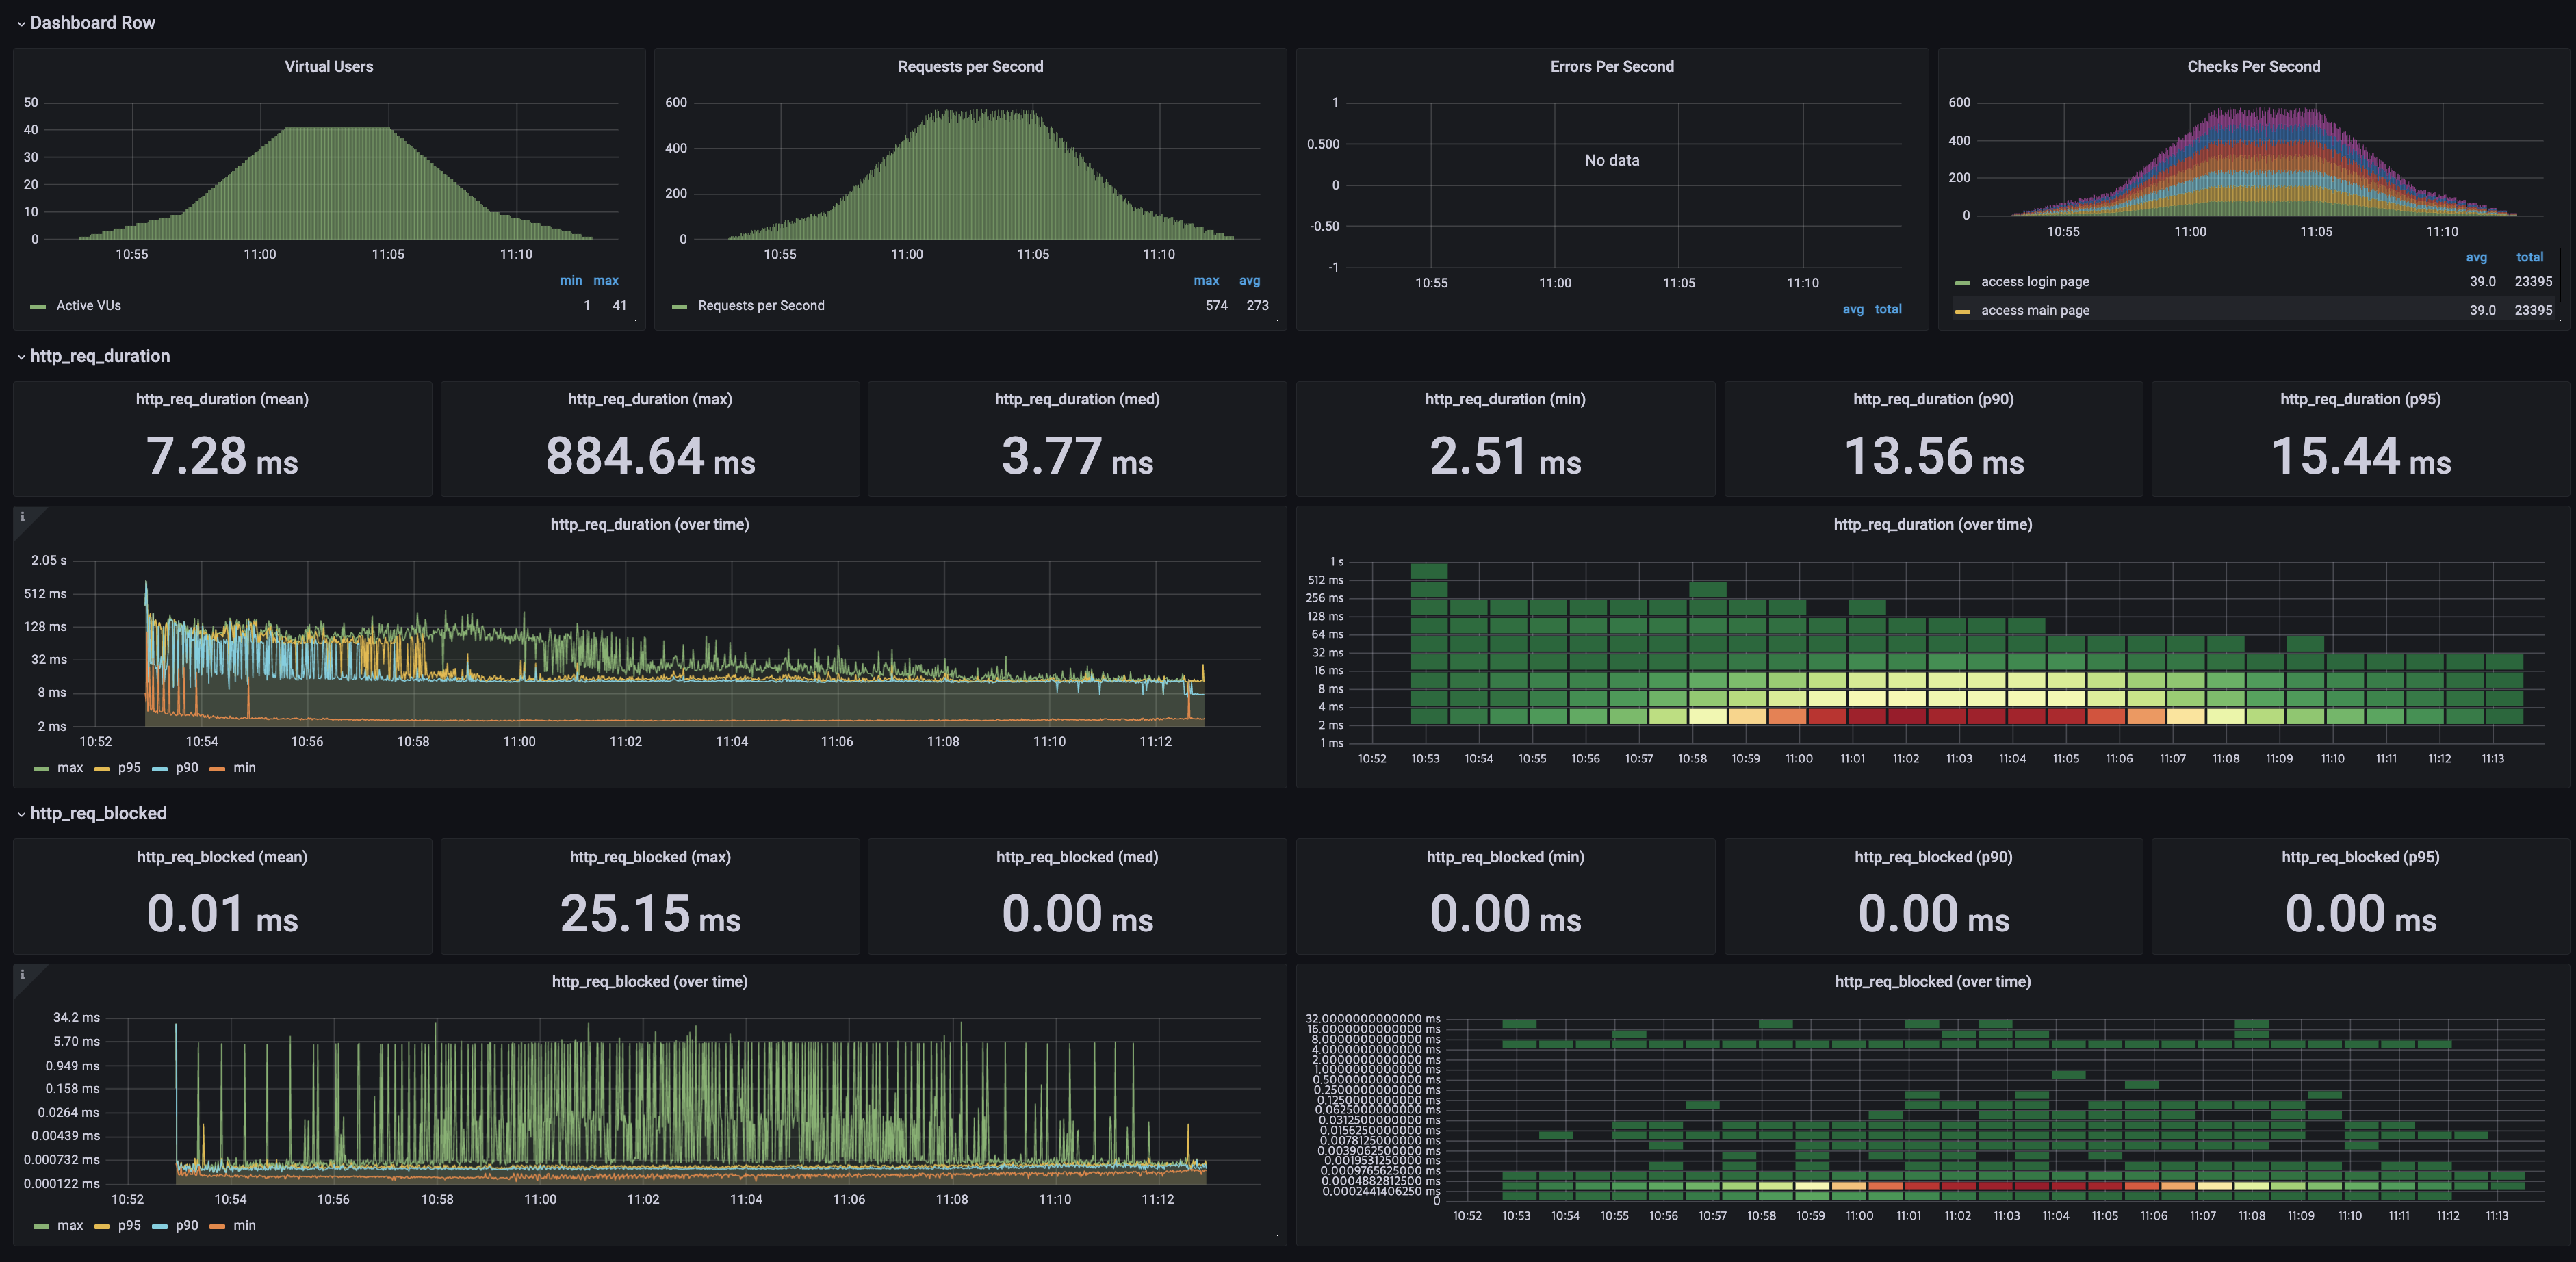 Dashboard Row
Virtual Users
50
40
30
20
10
0
10:55 11:00 11:05 11:10
min max
Active VUs 1 41
Requests per Second
600
400
200
0
10:55 11:00 11:05 11:10
max avg
Requests per Second 574 273
Errors Per Second
1
0.500
0
-0.50
-1
No data
10:55 11:00 11:05 11:10
avg total
Checks Per Second
600
400
200
0
10:55 11:00 11:05 11:10
avg total
access login page 39.0 23395
access main page 39.0 23395
http_req_duration
http_req_duration (mean)
7.28 ms
http_req_duration (max)
884.64 ms
http_req_duration (med)
3.77 ms
http_req_duration (min)
2.51 ms
http_req_duration (p90)
13.56 ms
http_req_duration (p95)
15.44 ms
i
http_req_duration (over time)
2.05 s
512 ms
128 ms
32 ms
8 ms
2 ms
10:52 10:54 10:56 10:58 11:00 11:02 11:04 11:06 11:08 11:10 11:12
max p95 p90 min
http_req_duration (over time)
1 s
512 ms
256 ms
128 ms
64 ms
32 ms
16 ms
8 ms
4 ms
2 ms
1 ms
10:52 10:53 10:54 10:55 10:56 10:57 10:58 10:59 11:00 11:01 11:02 11:03 11:04 11:05 11:06 11:07 11:08 11:09 11:10 11:11 11:12 11:13
http_req_blocked
http_req_blocked (mean)
0.01 ms
http_req_blocked (max)
25.15 ms
http_req_blocked (med)
0.00 ms
http_req_blocked (min)
0.00 ms
http_req_blocked (p90)
0.00 ms
http_req_blocked (p95)
0.00 ms
i
http_req_blocked (over time)
34.2 ms
5.70 ms
0.949 ms
0.158 ms
0.0264 ms
0.00439 ms
0.000732 ms
0.000122 ms
10:52 10:54 10:56 10:58 11:00 11:02 11:04 11:06 11:08 11:10 11:12
max p95 p90 min
http_req_blocked (over time)
32.0000000000000 ms
16.0000000000000 ms
8.0000000000000 ms
4.0000000000000 ms
2.0000000000000 ms
1.0000000000000 ms
0.5000000000000 ms
0.2500000000000 ms
0.1250000000000 ms
0.0625000000000 ms
0.0312500000000 ms
0.0156250000000 ms
0.0078125000000 ms
0.0039062500000 ms
0.0019531250000 ms
0.0009765625000 ms
0.0004882812500 ms
0.0002441406250 ms
0
10:52 10:53 10:54 10:55 10:56 10:57 10:58 10:59 11:00 11:01 11:02 11:03 11:04 11:05 11:06 11:07 11:08 11:09 11:10 11:11 11:12 11:13